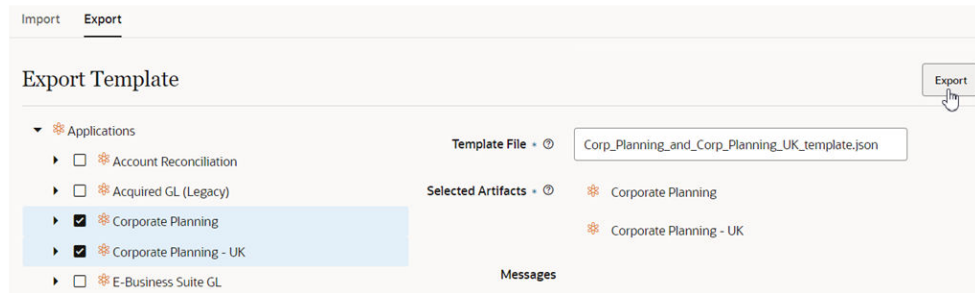 Import Export
Export Template
Export
Applications
Account Reconciliation
Acquired GL (Legacy)
Corporate Planning
Corporate Planning - UK
E-Business Suite GL
Template File * ?
Corp_Planning_and_Corp_Planning_UK_template.json
Selected Artifacts * ?
Corporate Planning
Corporate Planning - UK
Messages